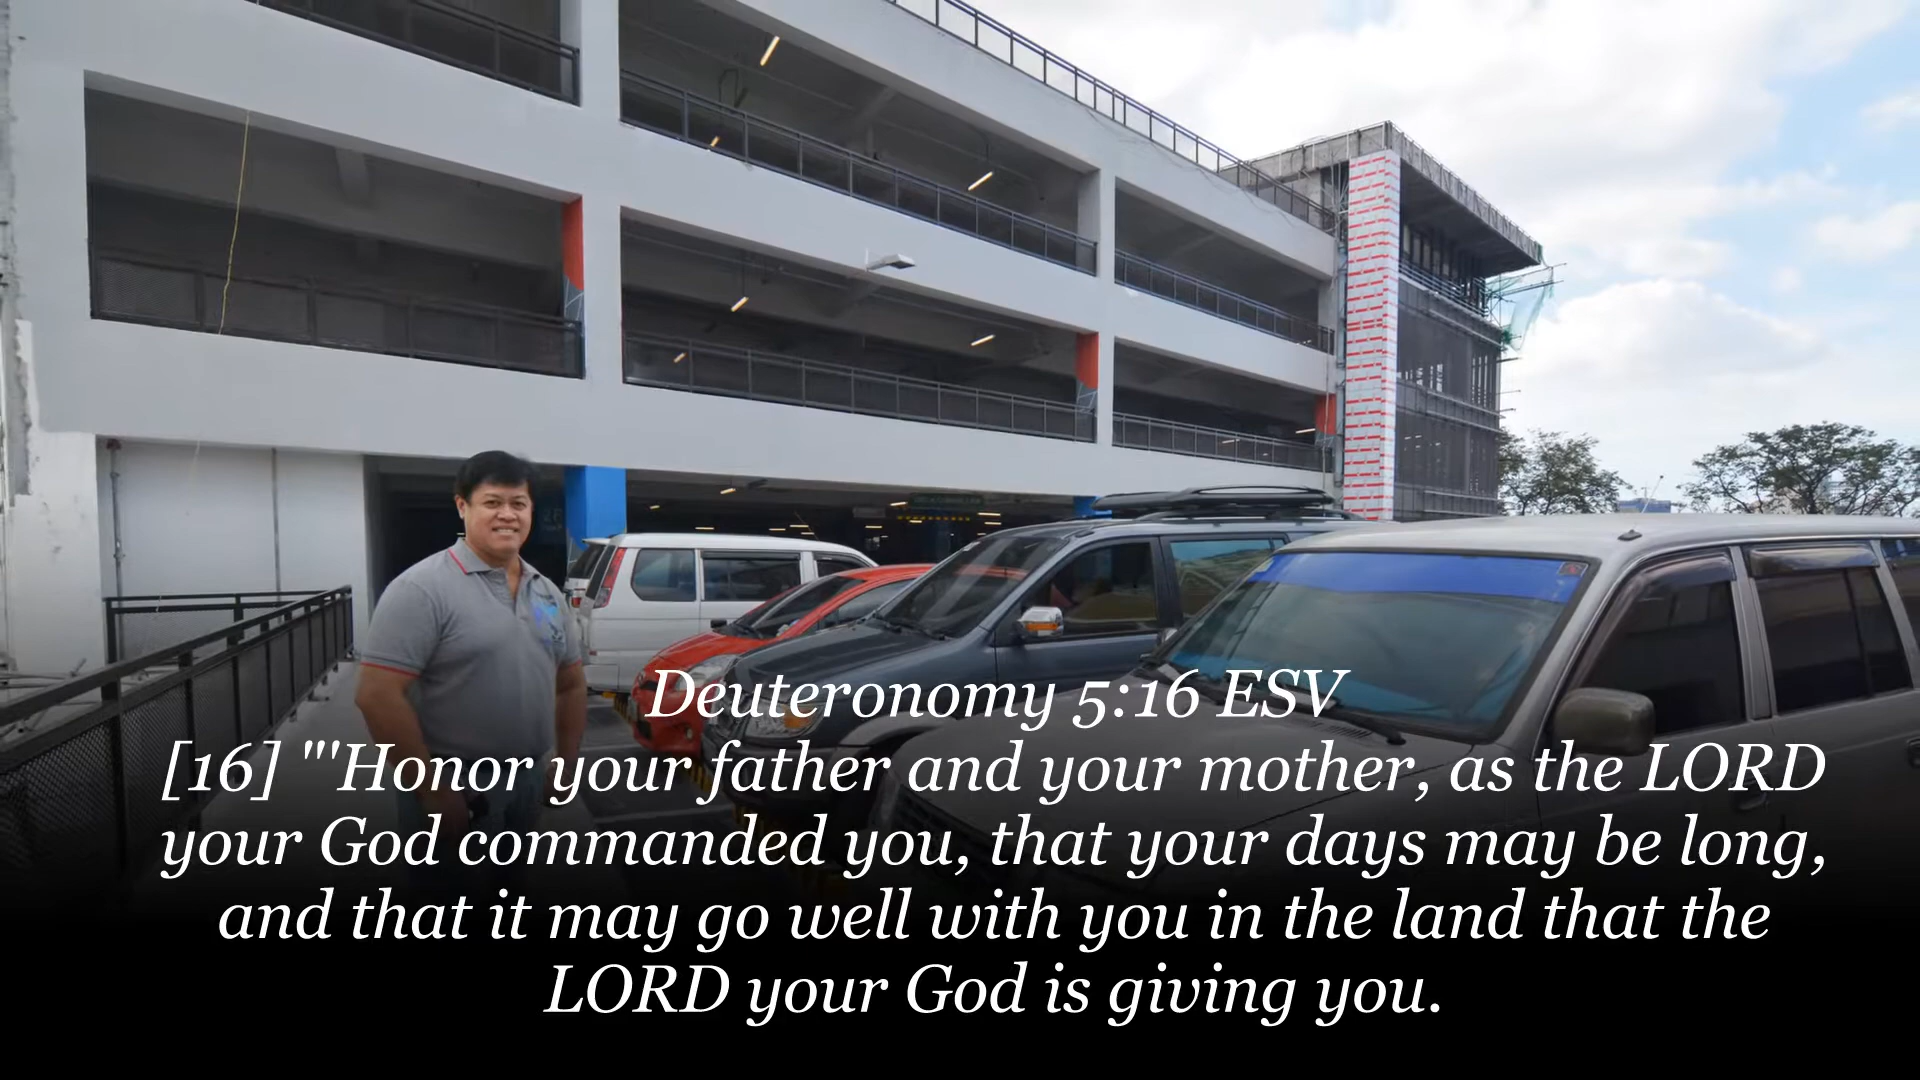 Deuteronomy 5:16 ESV
[16] "'Honor your father and your mother, as the LORD
your God commanded you, that your days may be long,
and that it may go well with you in the land that the
LORD your God is giving you.